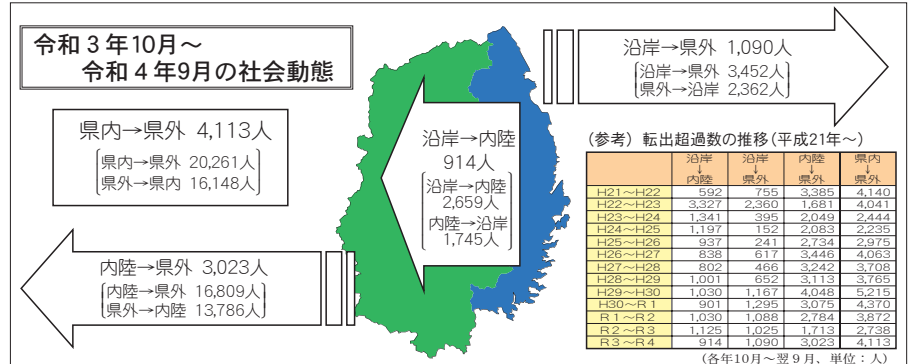 令和３年10月～
令和４年9月の社会動態
沿岸→県外 1,090人
沿岸→県外 3,452人
県外→沿岸 2,362人
県内→県外 4,113人
県内→県外 20,261人
県外→県内 16,148人
沿岸→内陸
914人
沿岸→内陸
2,659人
内陸→沿岸
1,745人
内陸→県外 3,023人
内陸→県外 16,809人
県外→内陸 13,786人
(参考) 転出超過数の推移(平成21年～)
沿岸↓内陸 沿岸↓県外 内陸↓県外 県内↓県外
H21～H22 592 755 3,385 4,140
H22～H23 3,327 2,360 1,681 4,041
H23～H24 1,341 395 2,049 2,444
H24～H25 1,197 152 2,083 2,235
H25～H26 937 241 2,734 2,975
H26～H27 838 617 3,446 4,063
H27～H28 802 466 3,242 3,708
H28～H29 1,001 652 3,113 3,765
H29～H30 1,030 1,167 4,048 5,215
H30～R1 901 1,295 3,075 4,370
R1～R2 1,030 1,088 2,784 3,872
R2～R3 1,125 1,025 1,713 2,738
R3～R4 914 1,090 3,023 4,113
(各年10月～翌９月、単位：人)